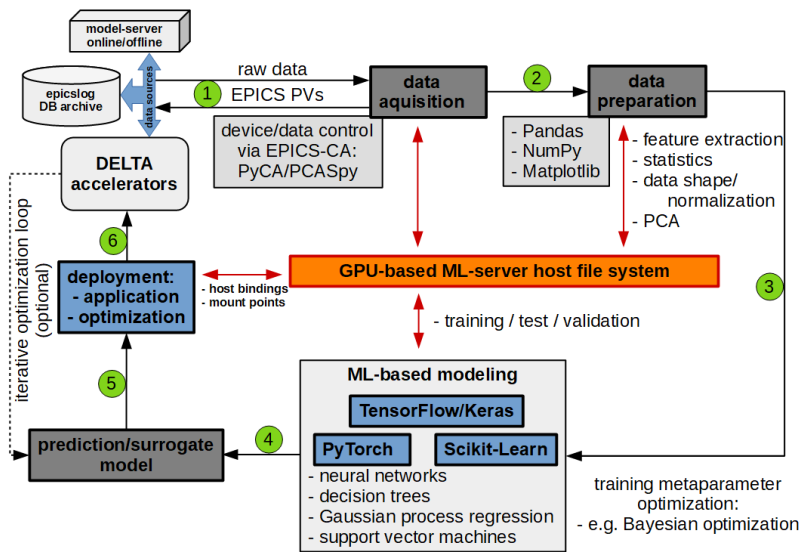 model-server
online/offline
epicslog
DB archive
data sources
raw data
1
EPICS PVs
data
aquisition
2
data
preparation
device/data control
via EPICS-CA:
PyCA/PCASpy
- Pandas
- NumPy
- Matplotlib
- feature extraction
- statistics
- data shape/
normalization
- PCA
DELTA
accelerators
6
deployment:
- application
- optimization
- host bindings
- mount points
GPU-based ML-server host file system
3
iterative optimization loop
(optional)
- training / test / validation
5
ML-based modeling
TensorFlow/Keras
PyTorch
Scikit-Learn
- neural networks
- decision trees
- Gaussian process regression
- support vector machines
4
prediction/surrogate
model
training metaparameter
optimization:
- e.g. Bayesian optimization